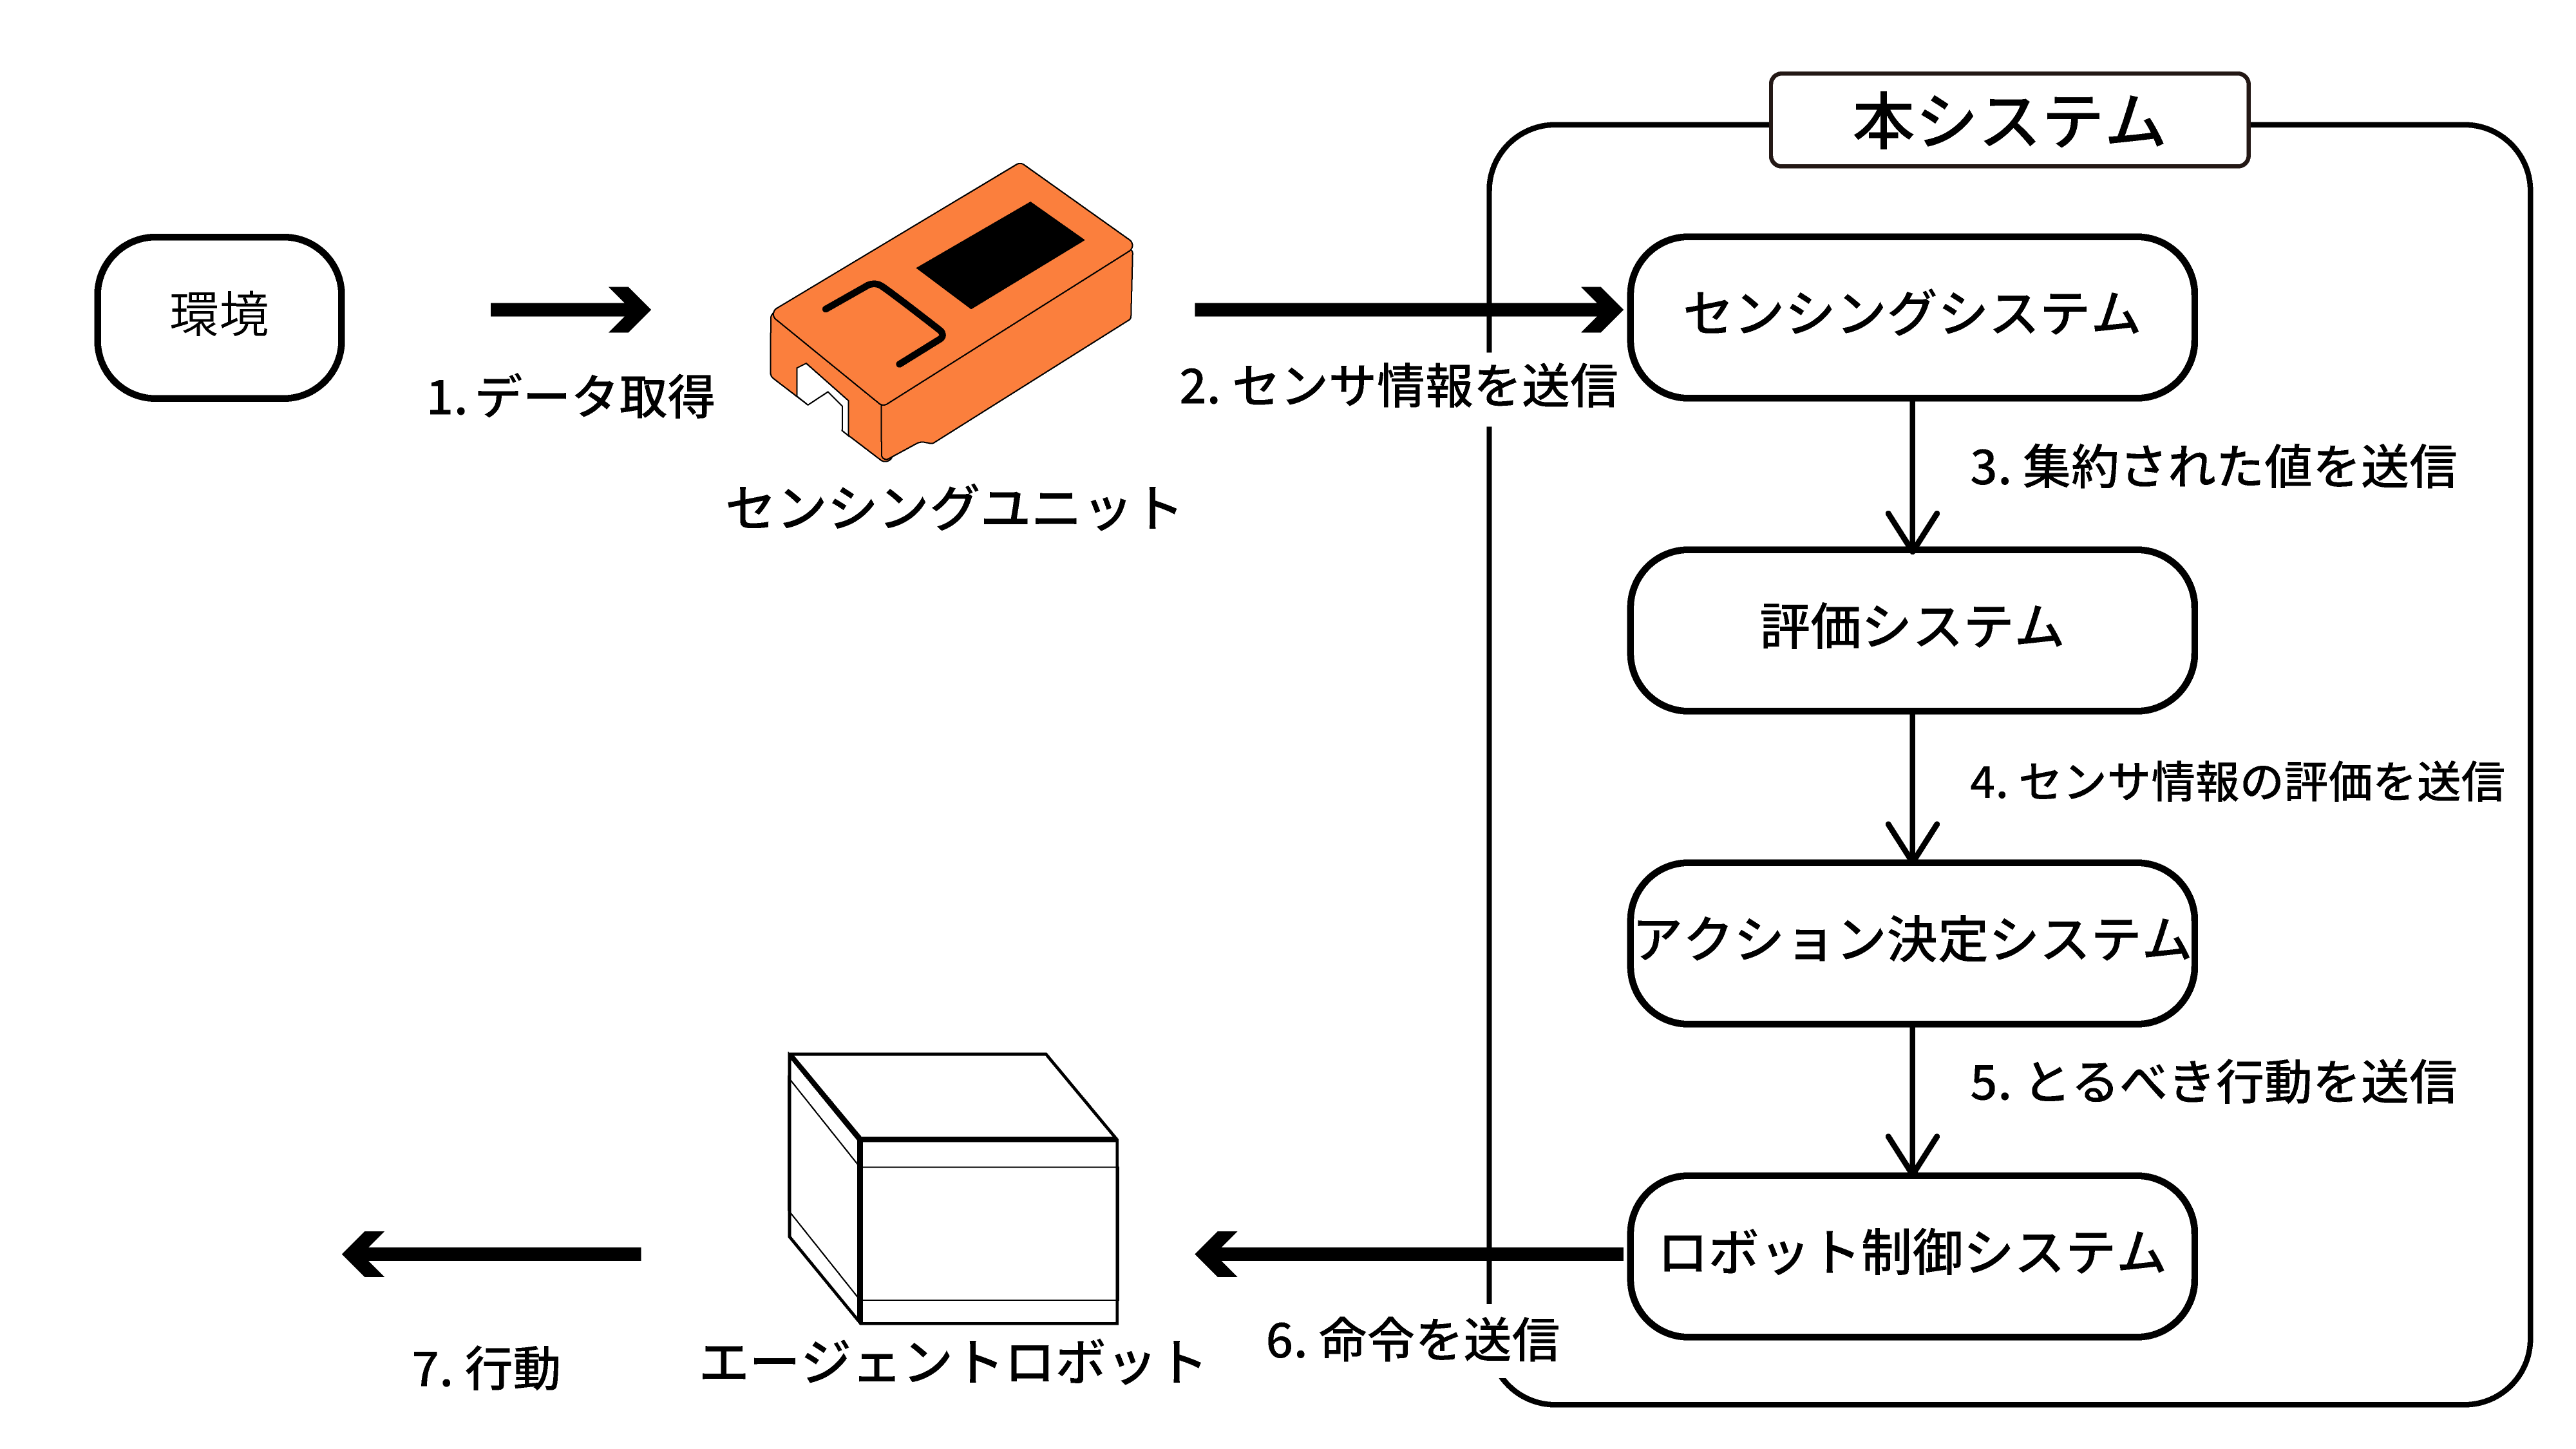 本システム
環境
1. データ取得
センシングユニット
2. センサ情報を送信
センシングシステム
3. 集約された値を送信
評価システム
4. センサ情報の評価を送信
アクション決定システム
5. とるべき行動を送信
ロボット制御システム
6. 命令を送信
エージェントロボット
7. 行動